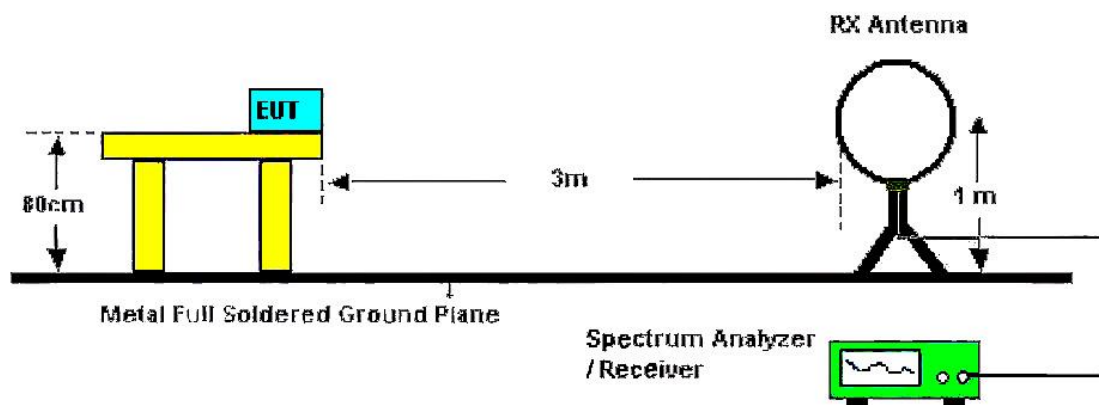 RX Antenna
EUT
80cm
3m
1 m
Metal Full Soldered Ground Plane
Spectrum Analyzer
/ Receiver